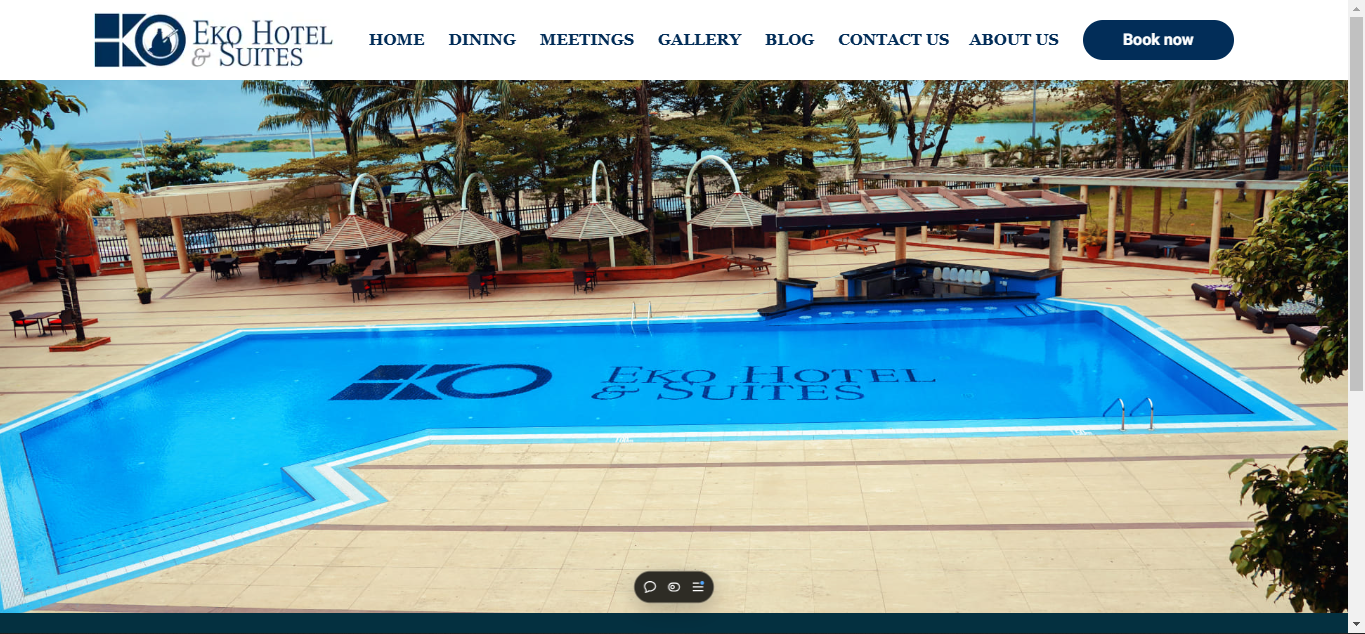 EKO HOTEL
& SUITES
HOME DINING MEETINGS GALLERY BLOG CONTACT US ABOUT US Book now
EKO HOTEL
& SUITES